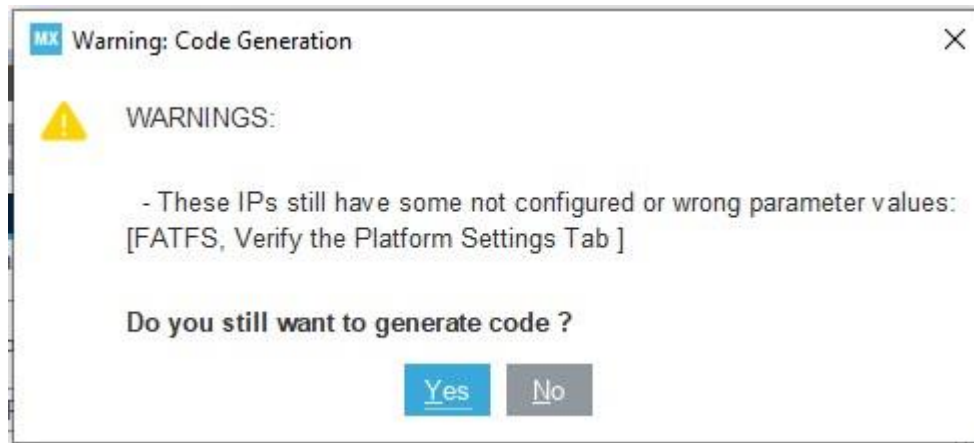 MX Warning: Code Generation
WARNINGS:
- These IPs still have some not configured or wrong parameter values:
[FATFS, Verify the Platform Settings Tab ]
Do you still want to generate code ?
Yes No